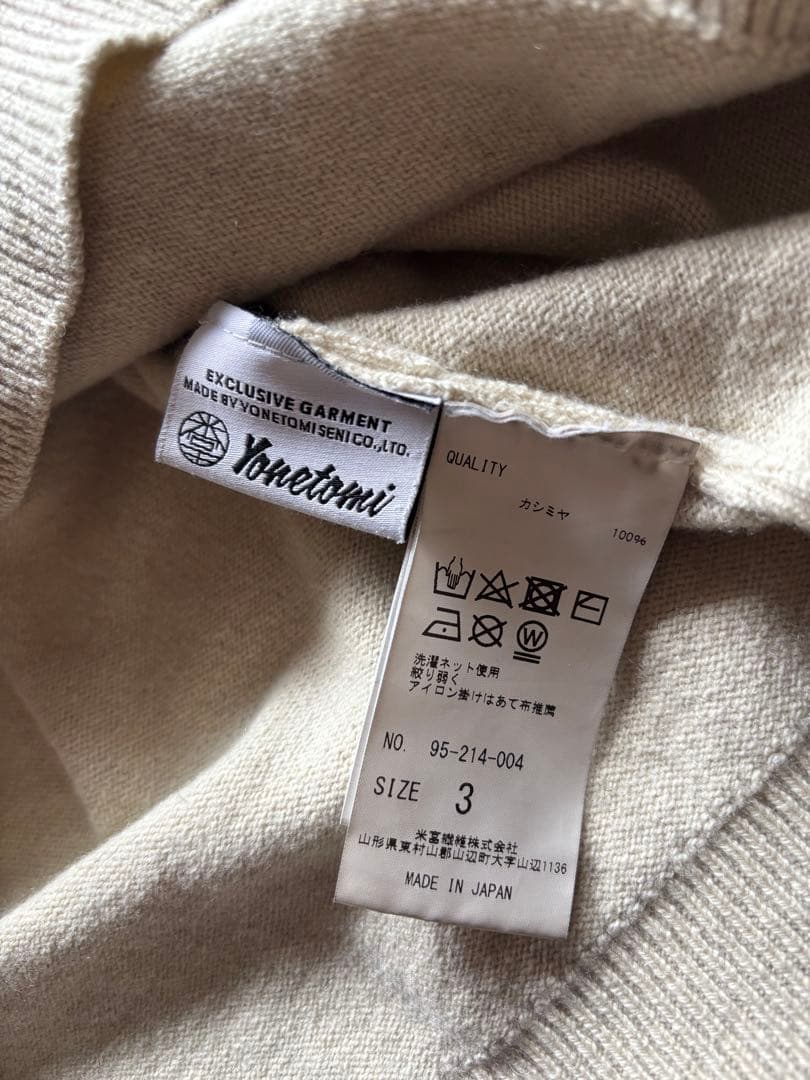 EXCLUSIVE GARMENT
MADE BY YONETOMI SENI CO.,LTD.
Yonetomi
QUALITY
カシミヤ 100%
W
洗濯ネット使用
絞り弱く
アイロン掛けはあて布推薦
NO. 95-214-004
SIZE 3
米富繊維株式会社
山形県東村山郡山辺町大字山辺1136
MADE IN JAPAN